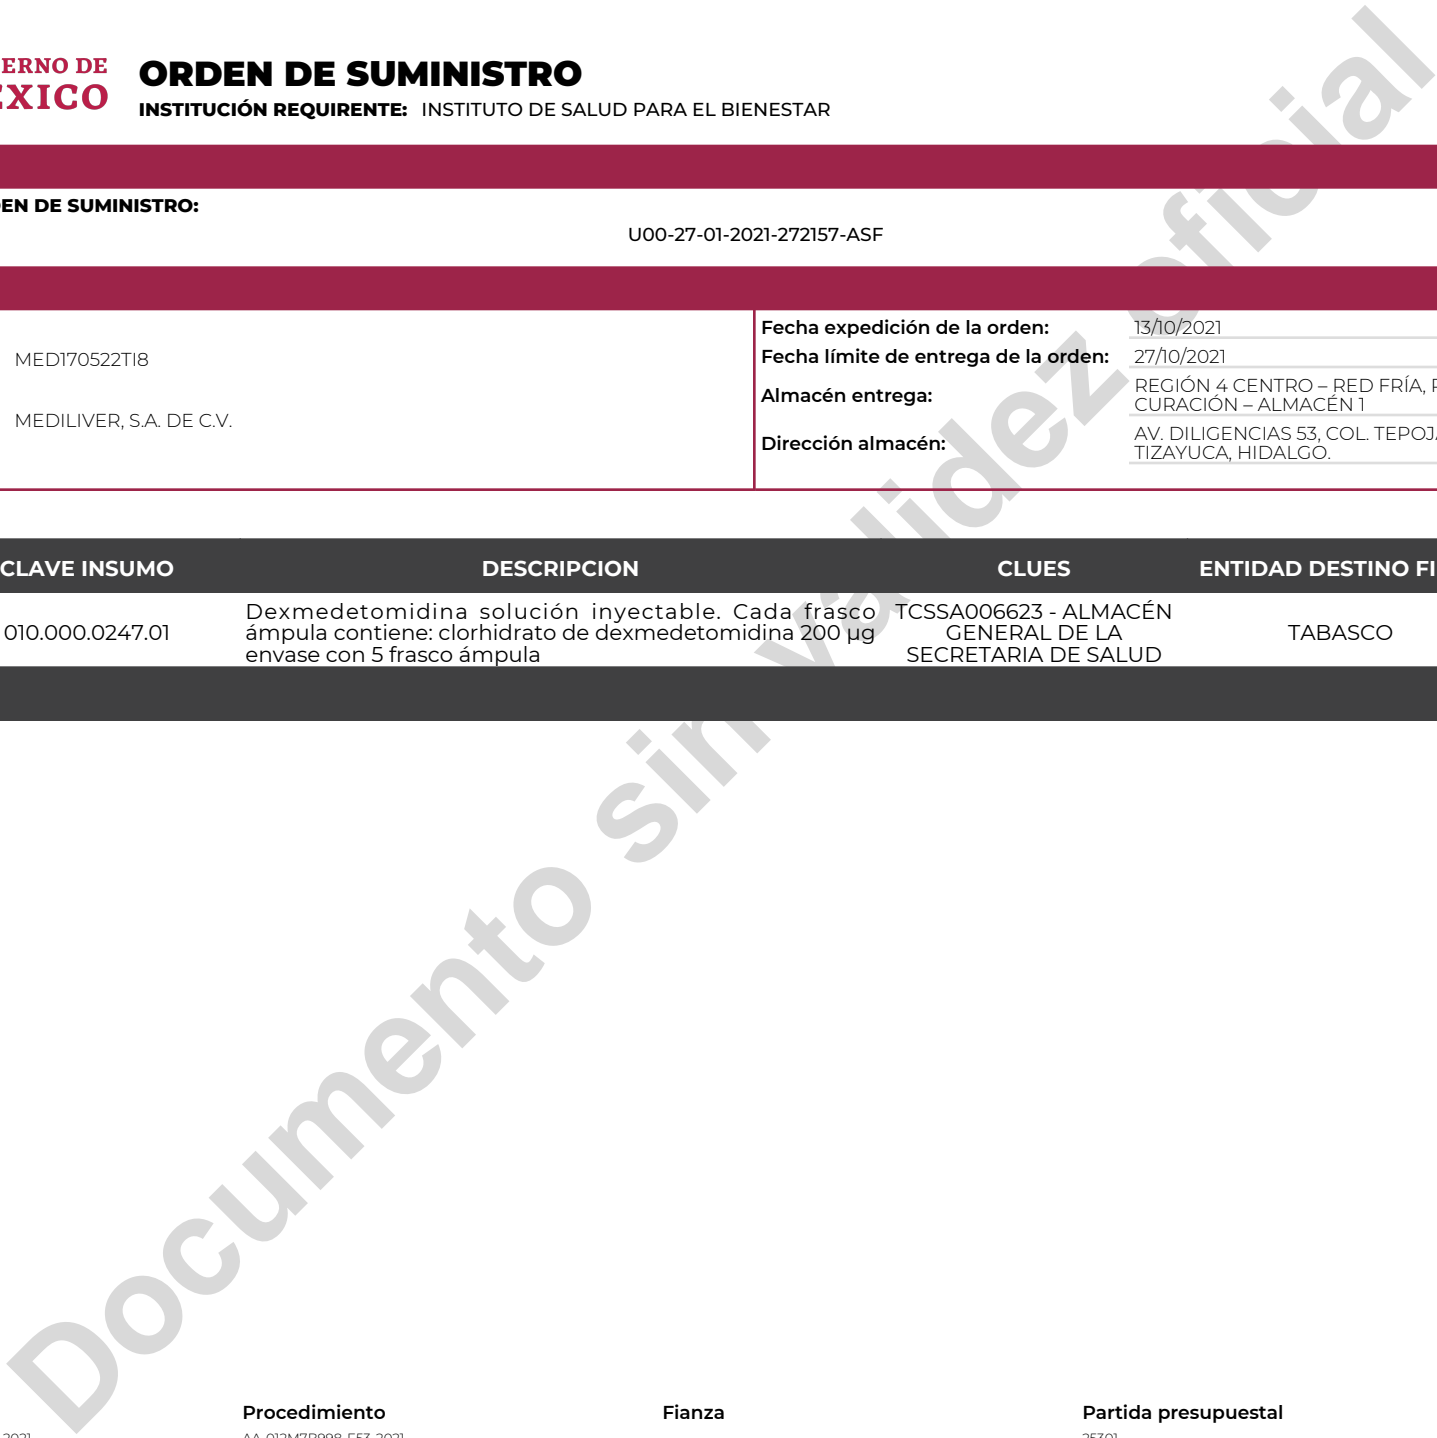 ERNO DE
ÉXICO
ORDEN DE SUMINISTRO
INSTITUCIÓN REQUIRENTE: INSTITUTO DE SALUD PARA EL BIENESTAR
EN DE SUMINISTRO:
U00-27-01-2021-272157-ASF
MED170522TI8
MEDILIVER, S.A. DE C.V.
Fecha expedición de la orden: 13/10/2021
Fecha límite de entrega de la orden: 27/10/2021
Almacén entrega: REGIÓN 4 CENTRO – RED FRÍA,
CURACIÓN – ALMACÉN 1
Dirección almacén: AV. DILIGENCIAS 53, COL. TEPOJ
TIZAYUCA, HIDALGO.
CLAVE INSUMO DESCRIPCION CLUES ENTIDAD DESTINO FI
010.000.0247.01
Dexmedetomidina solución inyectable. Cada frasco
ámpula contiene: clorhidrato de dexmedetomidina 200 µg
envase con 5 frasco ámpula
TCSSA006623 - ALMACÉN
GENERAL DE LA
SECRETARIA DE SALUD
TABASCO
Documento sin validez oficial
Procedimiento Fianza Partida presupuestal